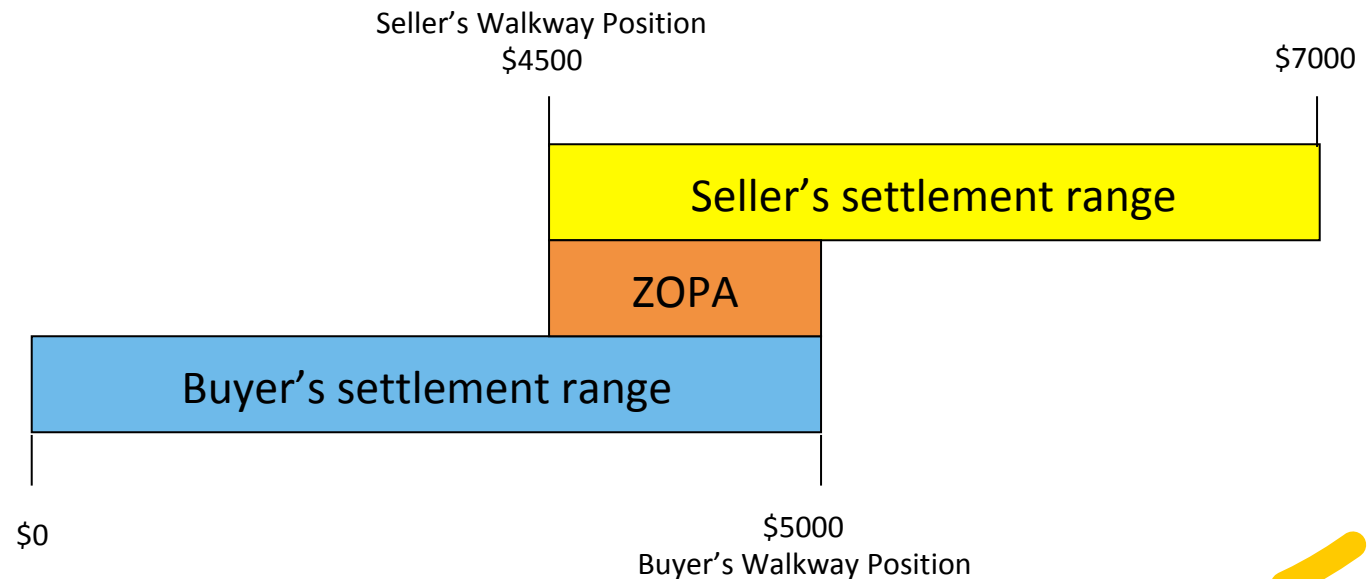 Seller’s Walkway Position
$4500
$7000
Seller’s settlement range
ZOPA
Buyer’s settlement range
$0
$5000
Buyer’s Walkway Position